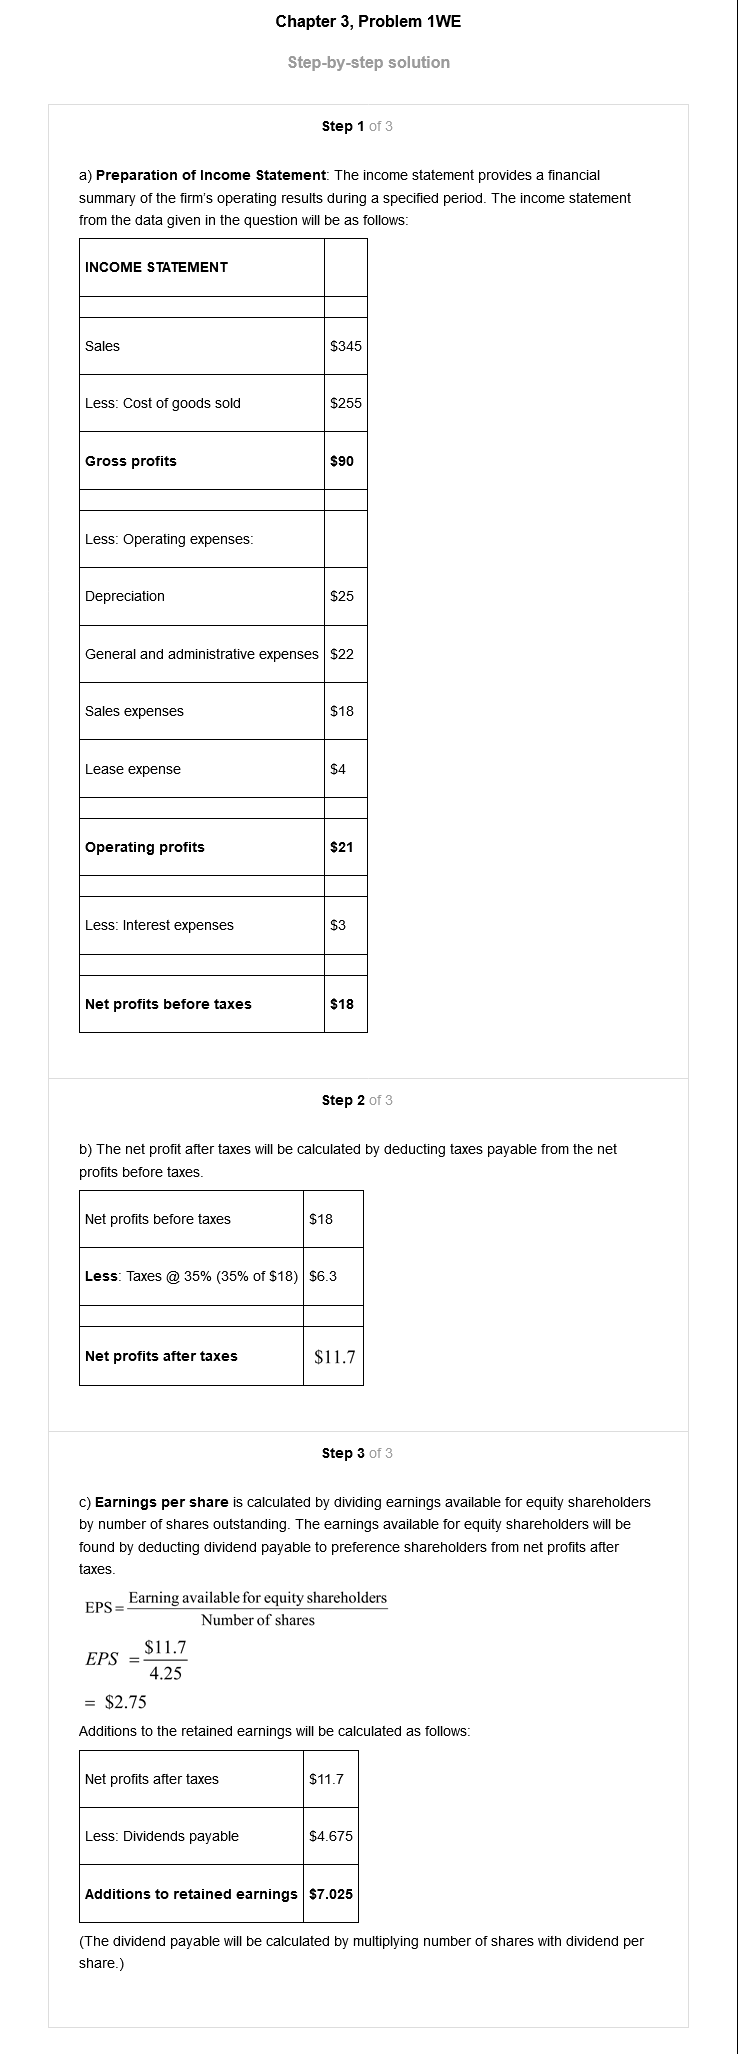 Chapter 3, Problem 1WE
Step-by-step solution
Step 1 of 3
a) Preparation of Income Statement: The income statement provides a financial
summary of the firm's operating results during a specified period. The income statement
from the data given in the question will be as follows:
INCOME STATEMENT
Sales $345
Less: Cost of goods sold $255
Gross profits $90
Less: Operating expenses:
Depreciation $25
General and administrative expenses $22
Sales expenses $18
Lease expense $4
Operating profits $21
Less: Interest expenses $3
Net profits before taxes $18
Step 2 of 3
b) The net profit after taxes will be calculated by deducting taxes payable from the net
profits before taxes.
Net profits before taxes $18
Less: Taxes @ 35% (35% of $18) $6.3
Net profits after taxes $11.7
Step 3 of 3
c) Earnings per share is calculated by dividing earnings available for equity shareholders
by number of shares outstanding. The earnings available for equity shareholders will be
found by deducting dividend payable to preference shareholders from net profits after
taxes.
EPS = Earning available for equity shareholders
Number of shares
EPS = $11.7
4.25
= $2.75
Additions to the retained earnings will be calculated as follows:
Net profits after taxes $11.7
Less: Dividends payable $4.675
Additions to retained earnings $7.025
(The dividend payable will be calculated by multiplying number of shares with dividend per
share.)